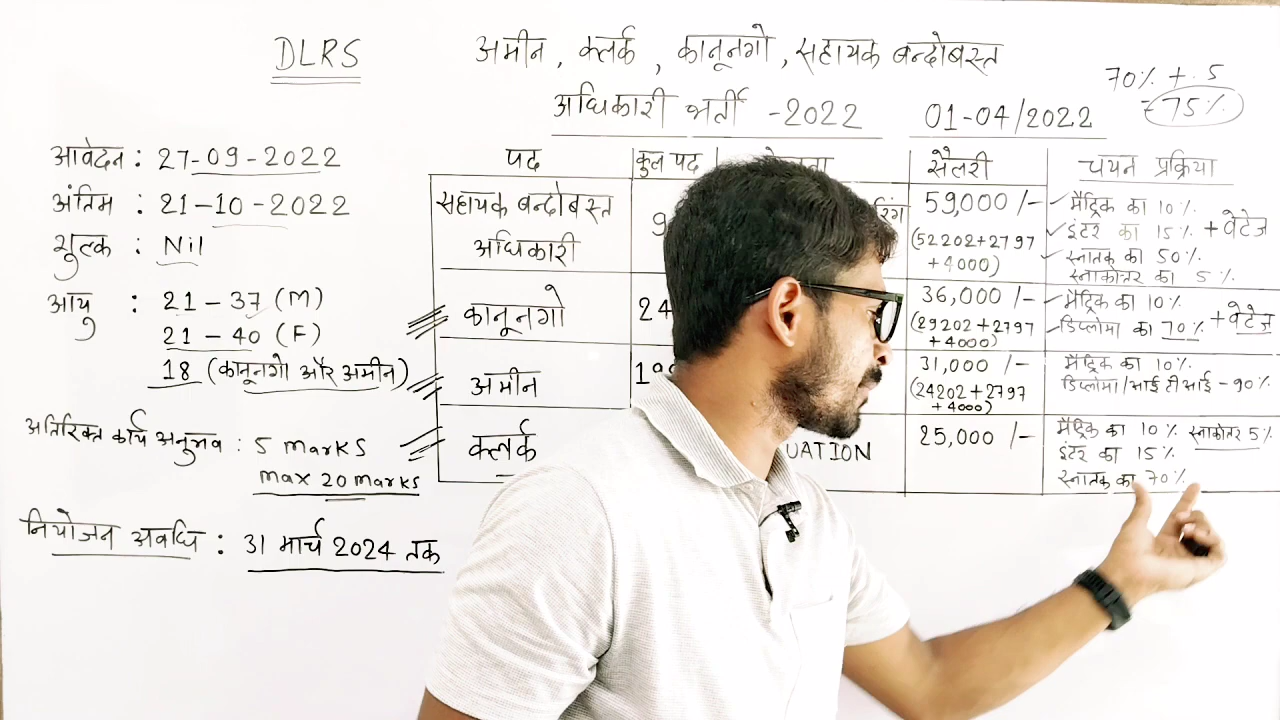 DLRS
अमीन, क्लर्क, कानूनगो, सहायक बन्दोबस्त
अधिकारी भर्ती -2022
01-04/2022
70% + 5
= 75%
आवेदन : 27-09-2022
अंतिम : 21-10-2022
शुल्क : Nil
आयु : 21 - 37 (M)
21 - 40 (F)
18 (कानूनगो और अमीन)
अतिरिक्त कार्य अनुभव : 5 Marks
max 20 Marks
नियोजन अवधि : 31 मार्च 2024 तक
पद
कुल पद
सैलरी
चयन प्रक्रिया
सहायक बन्दोबस्त
अधिकारी
59,000 /-
(52202+2797
+4000)
मैट्रिक का 10%
इंटर का 15% + वेटेज
स्नातक का 50%
स्नाकोत्तर का 5%
कानूनगो
24
36,000 /-
(29202+2797
+4000)
मैट्रिक का 10%
डिप्लोमा का 70% + वेटेज
अमीन
31,000 /-
(24202+2797
+4000)
मैट्रिक का 10%
डिप्लोमा/आई टी आई - 90%
क्लर्क
UATION
25,000 /-
मैट्रिक का 10% स्नाकोत्तर 5%
इंटर का 15%
स्नातक का 70%